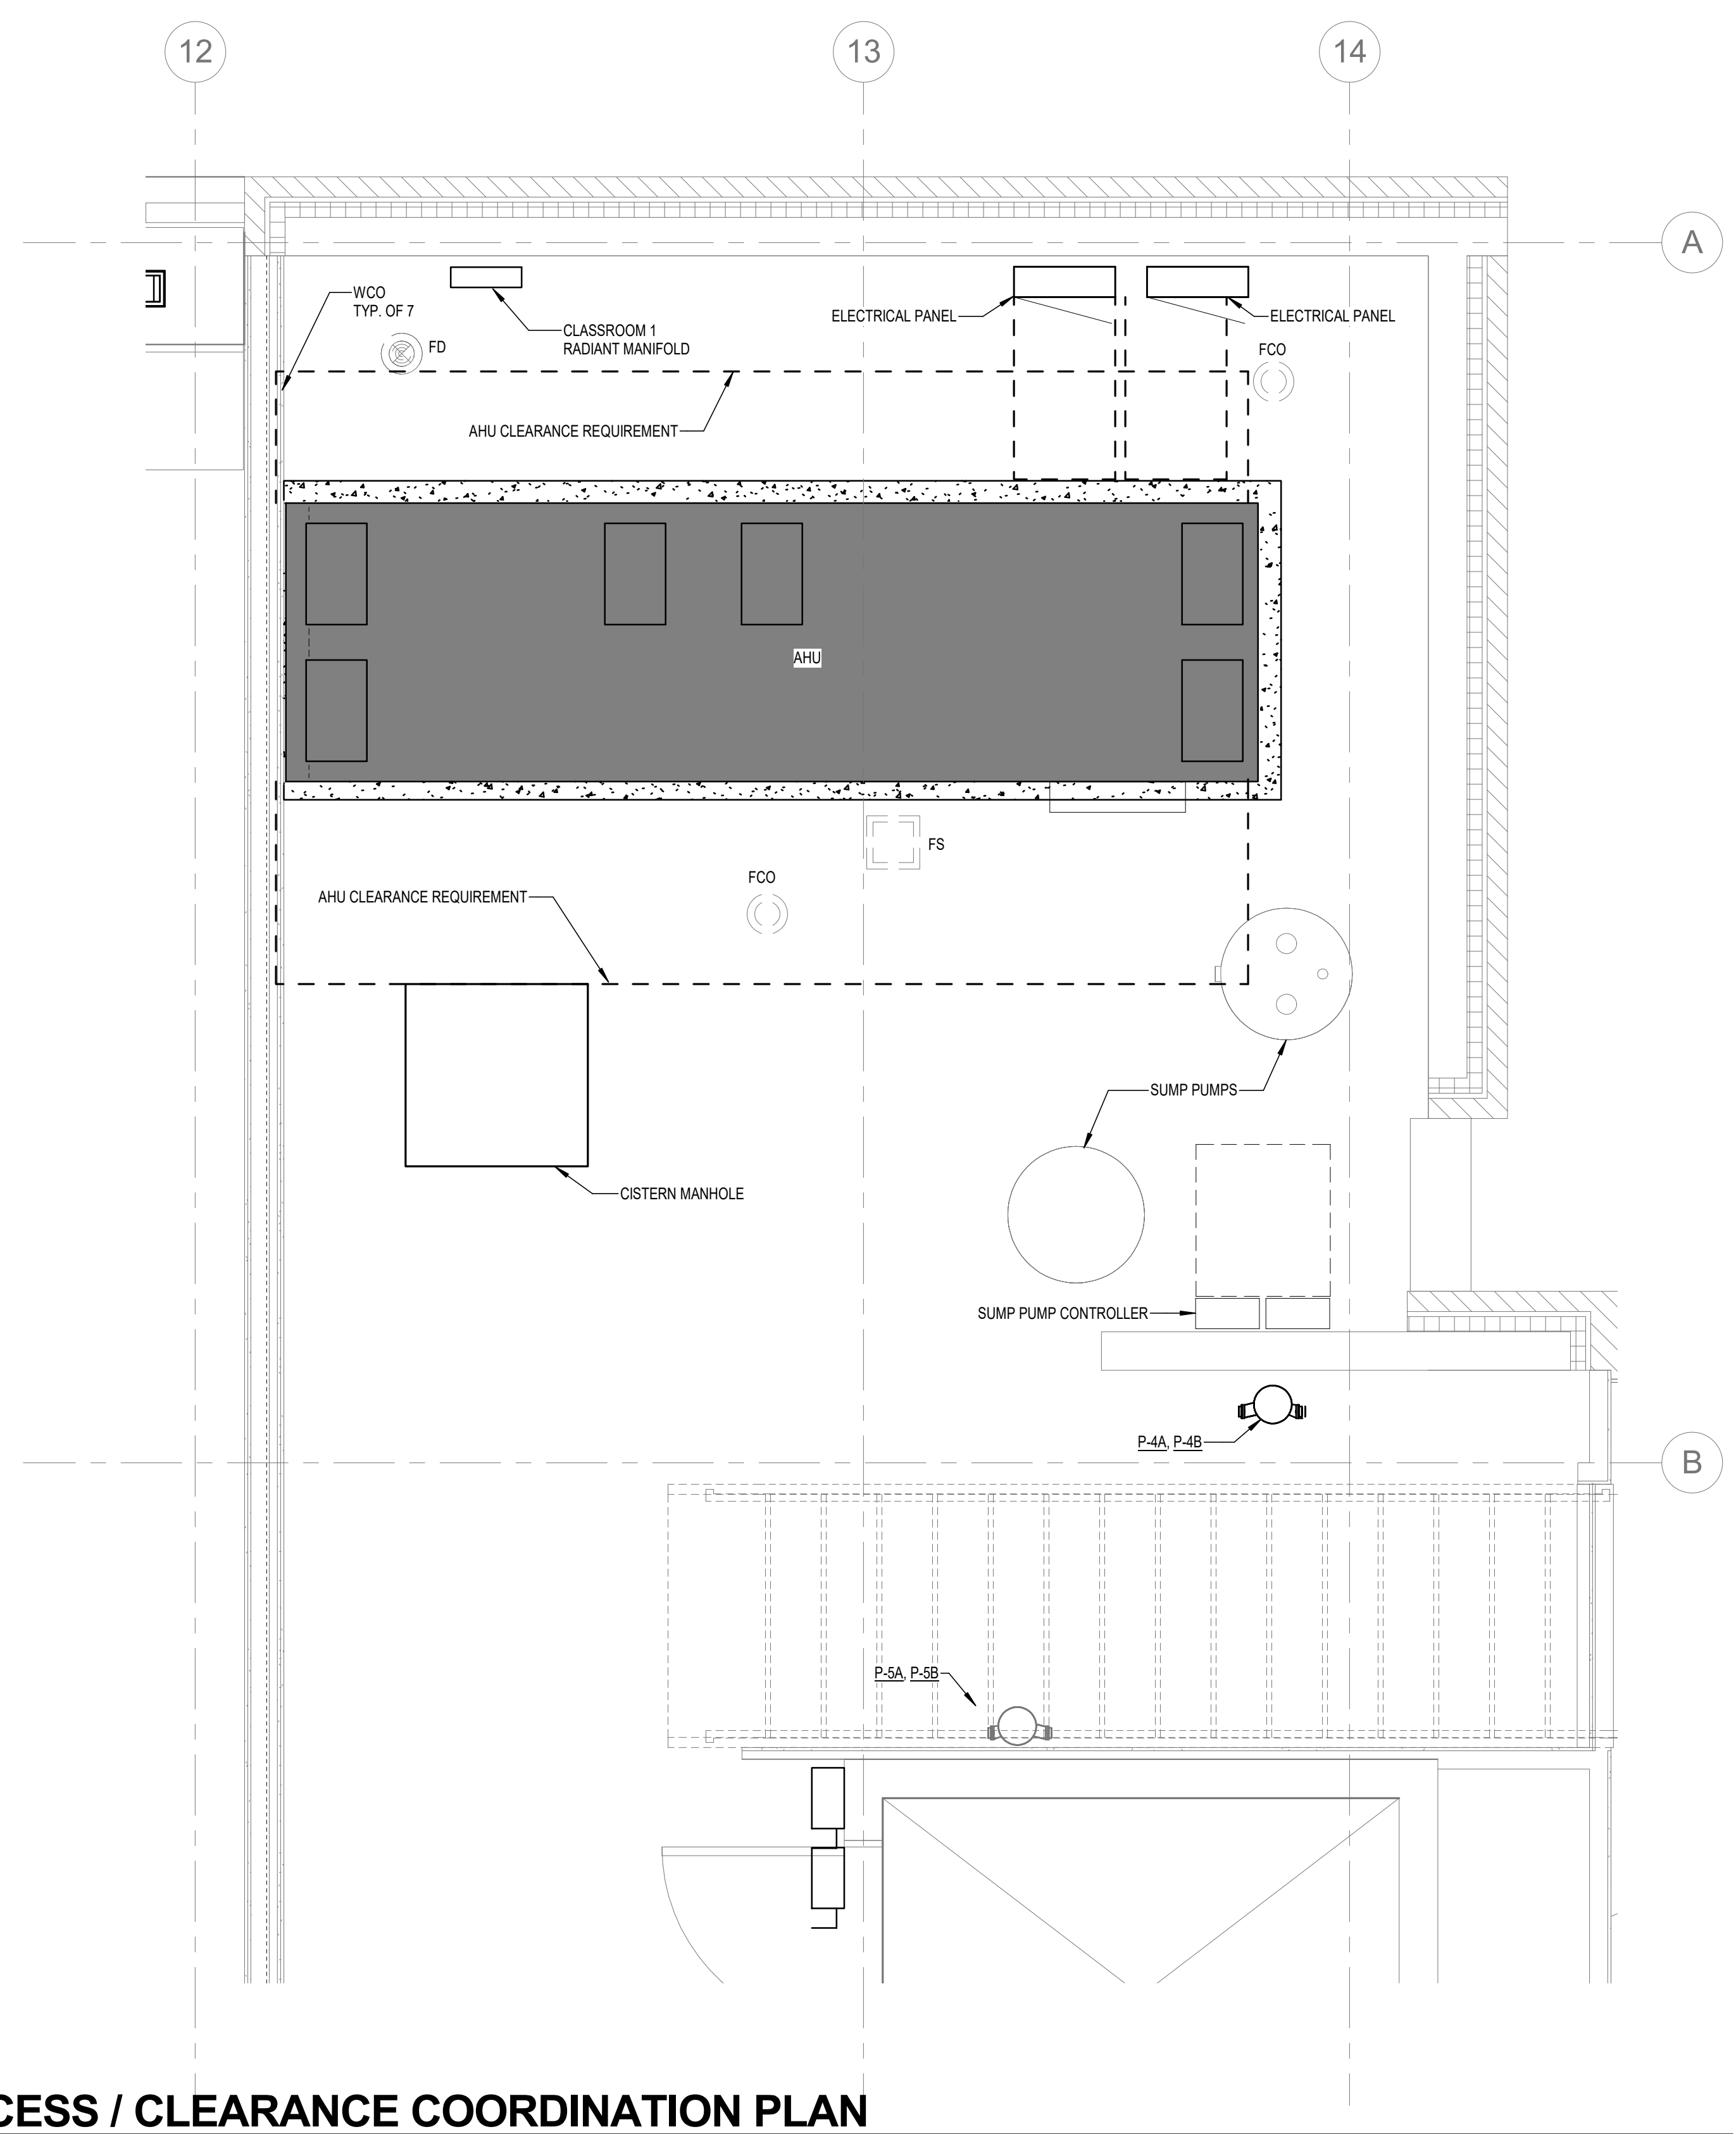 12
13
14
A
WCO
TYP. OF 7
CLASSROOM 1
RADIANT MANIFOLD
FD
ELECTRICAL PANEL
ELECTRICAL PANEL
FCO
AHU CLEARANCE REQUIREMENT
AHU
FS
FCO
AHU CLEARANCE REQUIREMENT
SUMP PUMPS
CISTERN MANHOLE
SUMP PUMP CONTROLLER
P-4A, P-4B
B
P-5A, P-5B
CESS / CLEARANCE COORDINATION PLAN